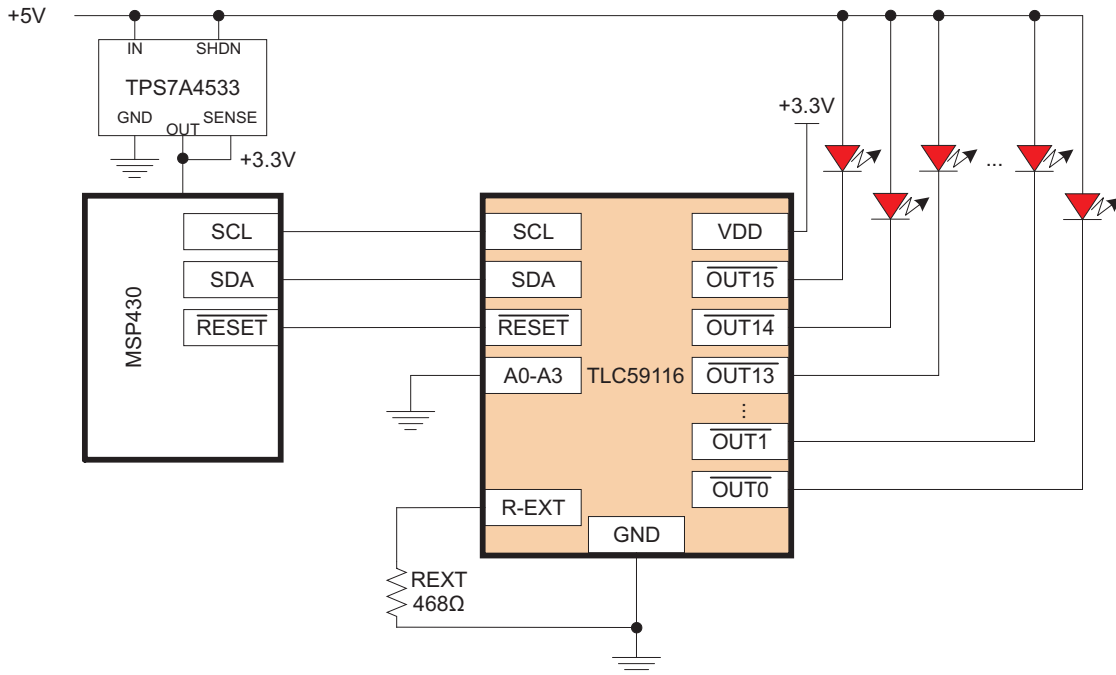 +5V
IN SHDN
TPS7A4533
GND OUT SENSE
+3.3V
+3.3V
...
MSP430
SCL
SDA
RESET
SCL
SDA
RESET
A0-A3
TLC59116
R-EXT
GND
VDD
OUT15
OUT14
OUT13
...
OUT1
OUT0
REXT
468Ω